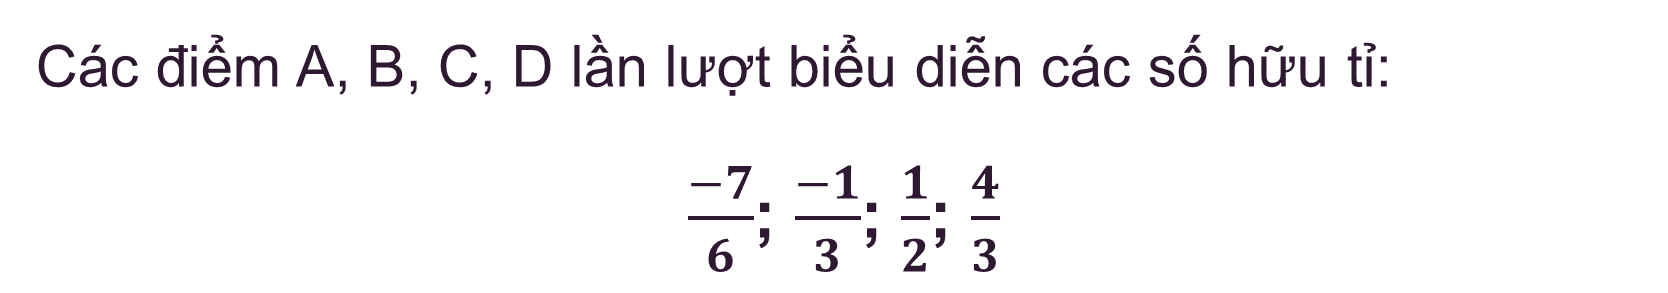 Các điểm A, B, C, D lần lượt biểu diễn các số hữu tỉ:
−7/6; −1/3; 1/2; 4/3